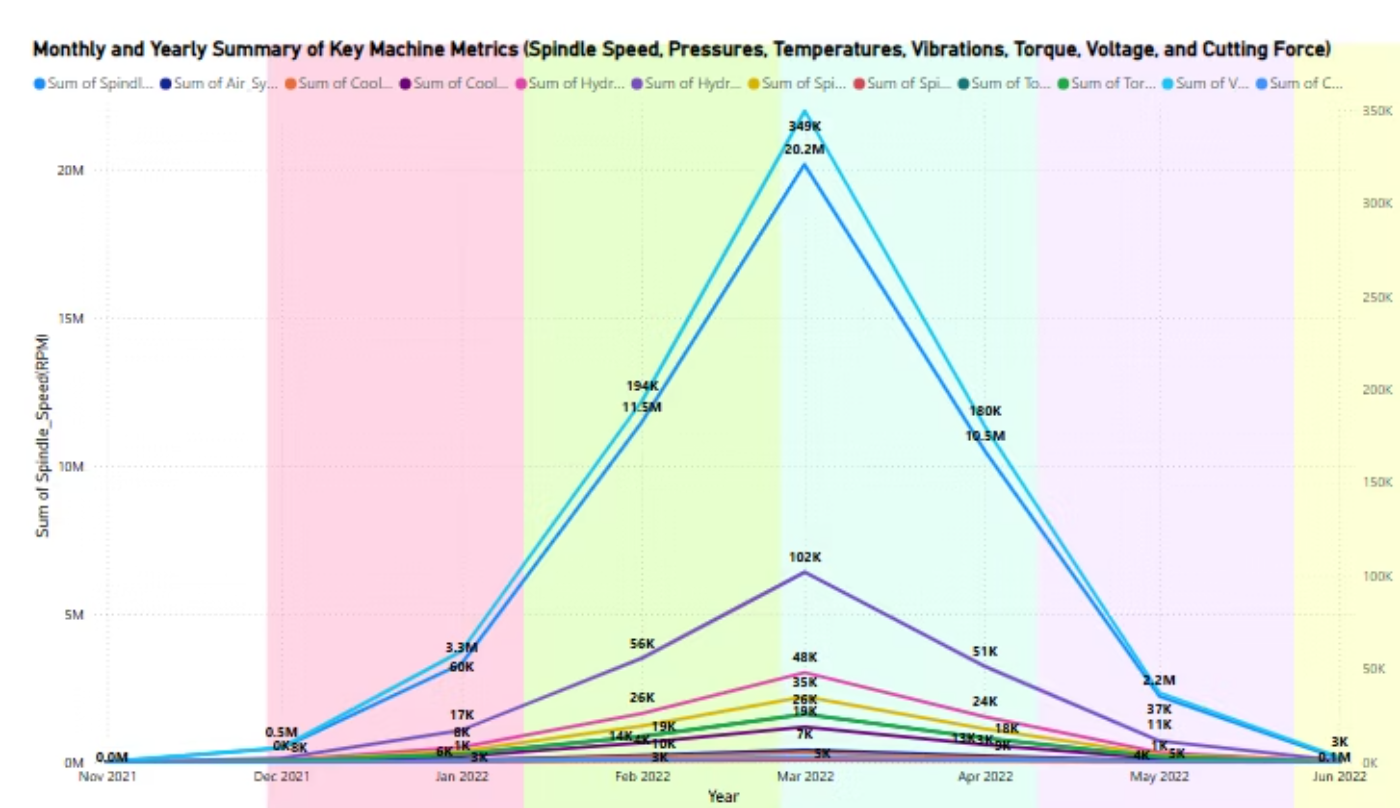 Monthly and Yearly Summary of Key Machine Metrics (Spindle Speed, Pressures, Temperatures, Vibrations, Torque, Voltage, and Cutting Force)
Sum of Spindl... Sum of Air_Sy... Sum of Cool... Sum of Cool... Sum of Hydr... Sum of Hydr... Sum of Spi... Sum of Spi... Sum of To... Sum of Tor... Sum of V... Sum of C...
350K
349K
20.2M
20M
300K
15M
250K
Sum of Spindle_Speed(RPM)
194K
200K
11.5M
180K
10.5M
10M
150K
102K
100K
5M
3.3M
60K
56K
51K
50K
48K
35K
26K
26K
24K
2.2M
37K
19K
17K
11K
8K
19K
18K
14K
4K
10K
7K
13K
3K
9K
0.5M
0K
8K
1K
6K
3K
3K
5K
1K
4K
5K
3K
0.0M
0.1M
0M
0K
Nov 2021 Dec 2021 Jan 2022 Feb 2022 Mar 2022 Apr 2022 May 2022 Jun 2022
Year